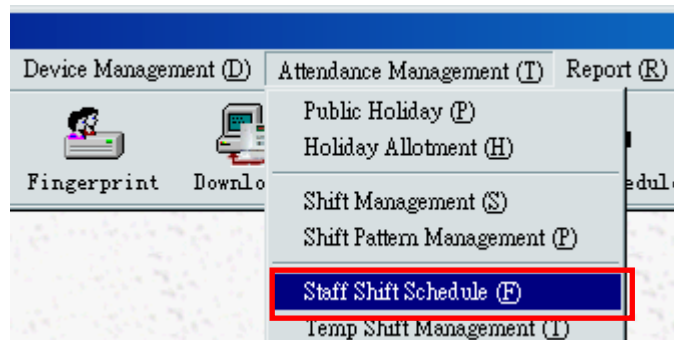 Device Management (D) Attendance Management (T) Report (R)
Public Holiday (P)
Holiday Allotment (H)
Fingerprint
Shift Management (S)
Shift Pattern Management (P)
Staff Shift Schedule (F)
Temp Shift Management (T)